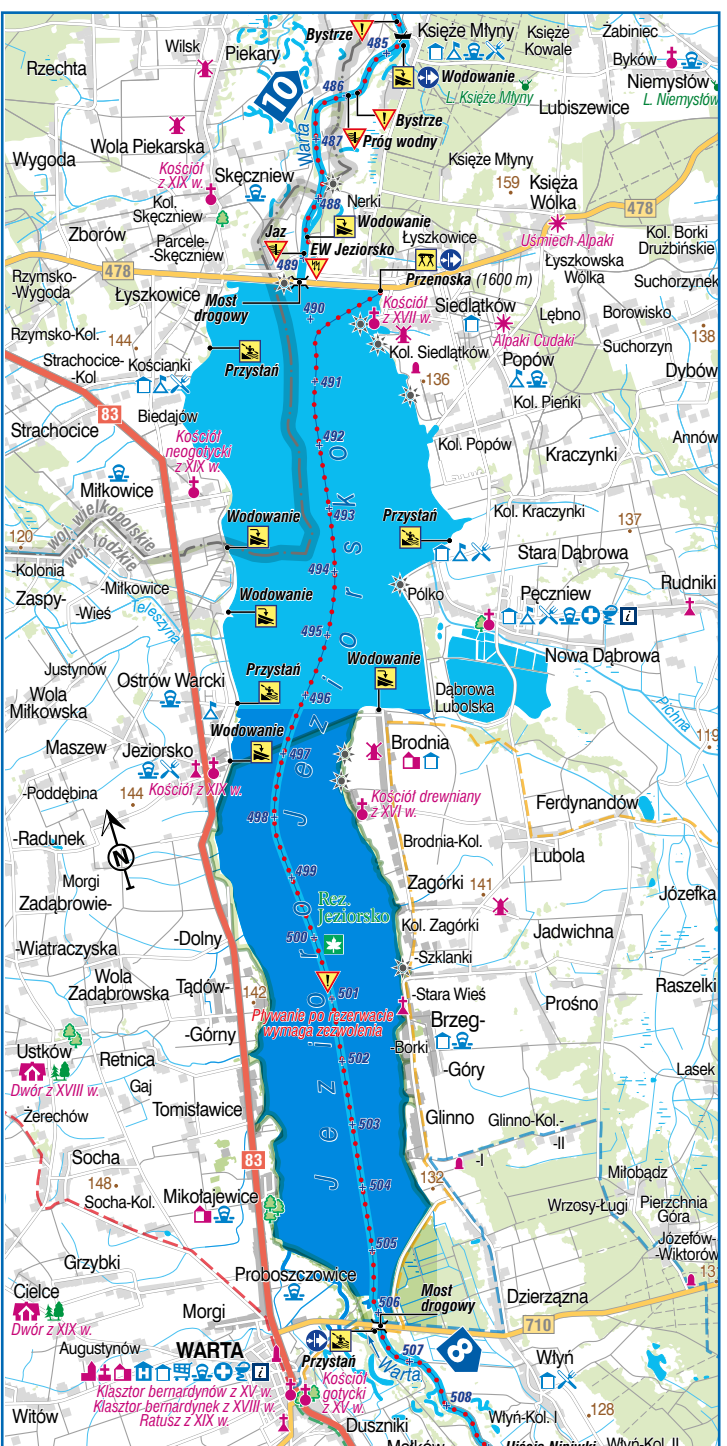 Bystrze
Księże Młyny
Księże
Kowale
Żabiniec
Wilsk
Piekary
485
Byków
Rzechta
Wodowanie
Niemysłów
L. Księże Młyny
L. Niemysłów
486
10
Lubiszewice
Bystrze
Warta
487
Próg wodny
Wola Piekarska
Wygoda
Kościół
z XIX w.
Skęczniew
Księże Młyny
159
Księża
Wólka
Kol.
Skęczniew
488
Nerki
478
Zborów
Parcele-
-Skęczniew
Jaz
Wodowanie
Uśmiech Alpaki
Kol. Borki
Drużbińskie
EW Jeziorsko
Łyszkowice
489
Łyszkowska
Wólka
Rzymsko-
-Wygoda
478
Przenoska (1600 m)
Suchorzynek
Łyszkowice
Most
drogowy
490
Kościół
z XVII w.
Siedlątków
Lębno
Borowisko
Rzymsko-Kol.
144
Alpaki Cudaki
138
Strachocice-
-Kol
Kościanki
Przystań
Kol. Siedlątków
Popów
Suchorzyn
Dybów
491
136
83
Biedajów
Kol. Pieńki
Strachocice
Kościół
neogotycki
z XIX w.
492
Kol. Popów
Annów
Kraczynki
Miłkowice
493
Kol. Kraczynki
woj. wielkopolskie
woj. łódzkie
Wodowanie
Przystań
137
120
Stara Dąbrowa
-Kolonia
494
Zaspy-
-Miłkowice
-Wieś
Teleszyna
Wodowanie
Pólko
Pęczniew
Rudniki
495
Justynów
Nowa Dąbrowa
Ostrów Warcki
Przystań
Wodowanie
Wola
Miłkowska
496
Dąbrowa
Lubolska
Pichna
Wodowanie
Maszew
Jeziorsko
497
Brodnia
119
Kościół z XIX w.
-Poddębina
144
Kościół drewniany
z XVI w.
Ferdynandów
498
-Radunek
N
Brodnia-Kol.
Lubola
Morgi
499
Zagórki
141
Józefka
Zadąbrowie-
Rez.
Jeziorsko
-Dolny
Kol. Zagórki
Jadwichna
-Wiatraczyska
500
-Szklanki
Wola
Zadąbrowska
Tądów-
142
501
-Stara Wieś
Raszelki
Pływanie po rezerwacie
wymaga zezwolenia
Prośno
-Górny
Brzeg-
Ustków
Retnica
-Borki
502
-Góry
Dwór z XVIII w.
Gaj
Lasek
Żerechów
Tomisławice
503
Glinno
Glinno-Kol.-
-II
Socha
83
-I
Miłobądz
148
Socha-Kol.
Mikołajewice
504
132
Wrzosy-Ługi
Pierzchnia
Góra
Jezioro Jeziorsko
505
Józefów-
-Wiktorów
Grzybki
Proboszczowice
13
Cielce
Most
drogowy
Dzierzązna
Morgi
506
Dwór z XIX w.
710
Augustynów
WARTA
8
Przystań
507
Włyń
Warta
Klasztor bernardynów z XV w.
Klasztor bernardynek z XVIII w.
Ratusz z XIX w.
Kościół
gotycki
z XV w.
508
128
Witów
Włyń-Kol. I
Duszniki
Włyń-Kol. II